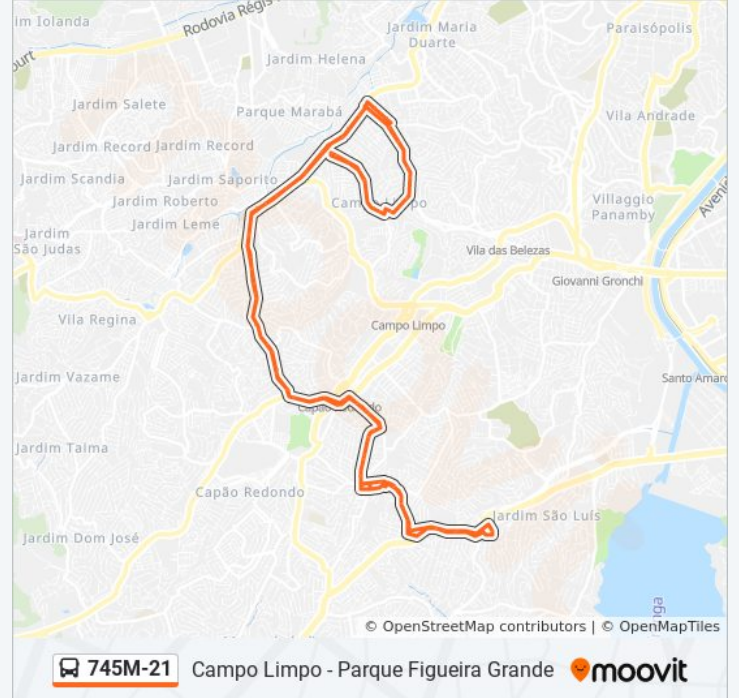 im Iolanda
Rodovia Régis
Jardim Maria
Duarte
Paraisópolis
Jardim Helena
Jardim Salete
Parque Marabá
Vila Andrade
Jardim Record
Jardim Record
Jardim Scandia
Jardim Saporito
Jardim Roberto
Villaggio
Panamby
Jardim Leme
Jardim
São Judas
Vila das Belezas
Giovanni Gronchi
Vila Regina
Campo Limpo
Jardim Vazame
Santo Amaro
Jardim Taima
Capão Redondo
Jardim São Luís
Jardim Dom José
© OpenStreetMap contributors | © OpenMapTiles
745M-21
Campo Limpo - Parque Figueira Grande
moovit